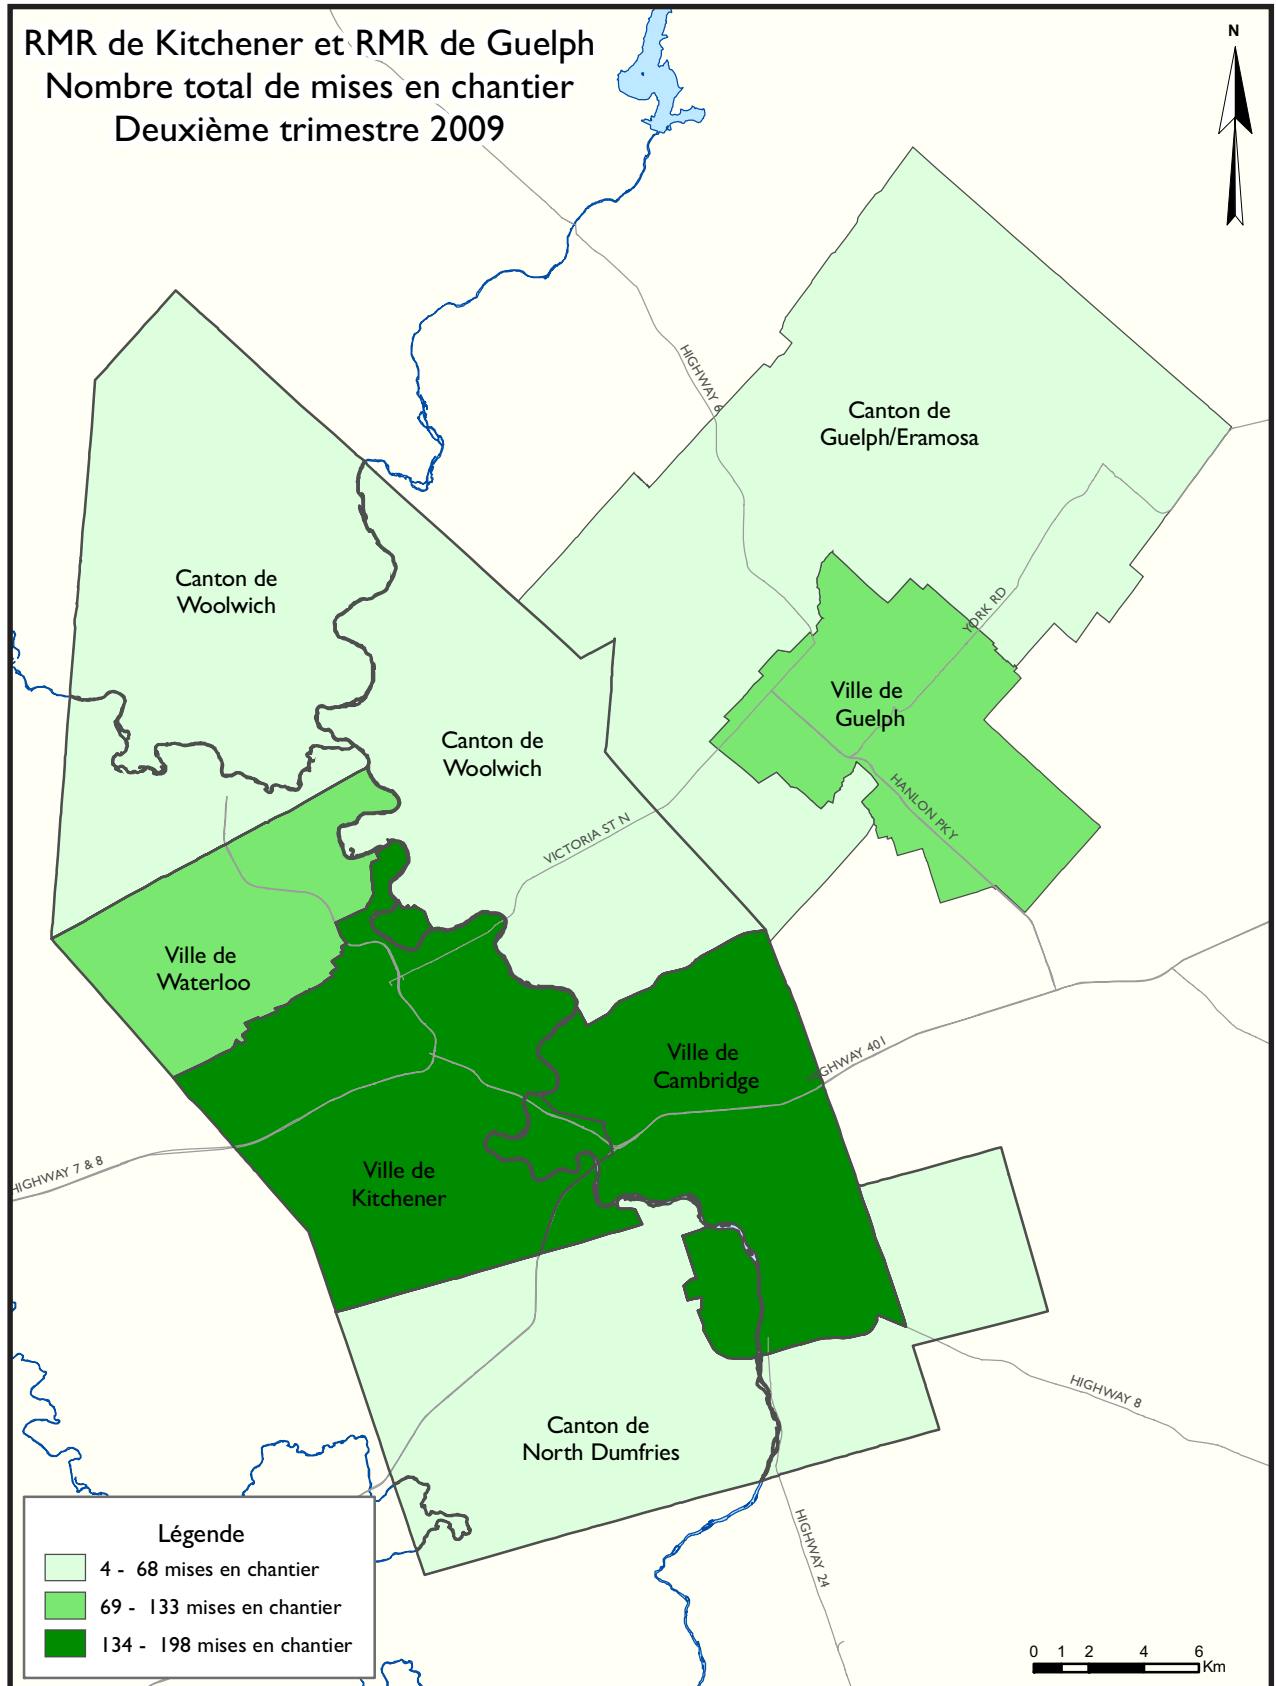 RMR de Kitchener et RMR de Guelph
Nombre total de mises en chantier
Deuxième trimestre 2009
N
HIGHWAY 6
Canton de
Guelph/Eramosa
Canton de
Woolwich
YORK RD
Ville de
Guelph
Canton de
Woolwich
HANLON PKY
VICTORIA ST N
Ville de
Waterloo
Ville de
Cambridge
HIGHWAY 401
HIGHWAY 7 & 8
Ville de
Kitchener
HIGHWAY 8
Canton de
North Dumfries
HIGHWAY 24
Légende
4 - 68 mises en chantier
69 - 133 mises en chantier
134 - 198 mises en chantier
0 1 2 4 6
Km